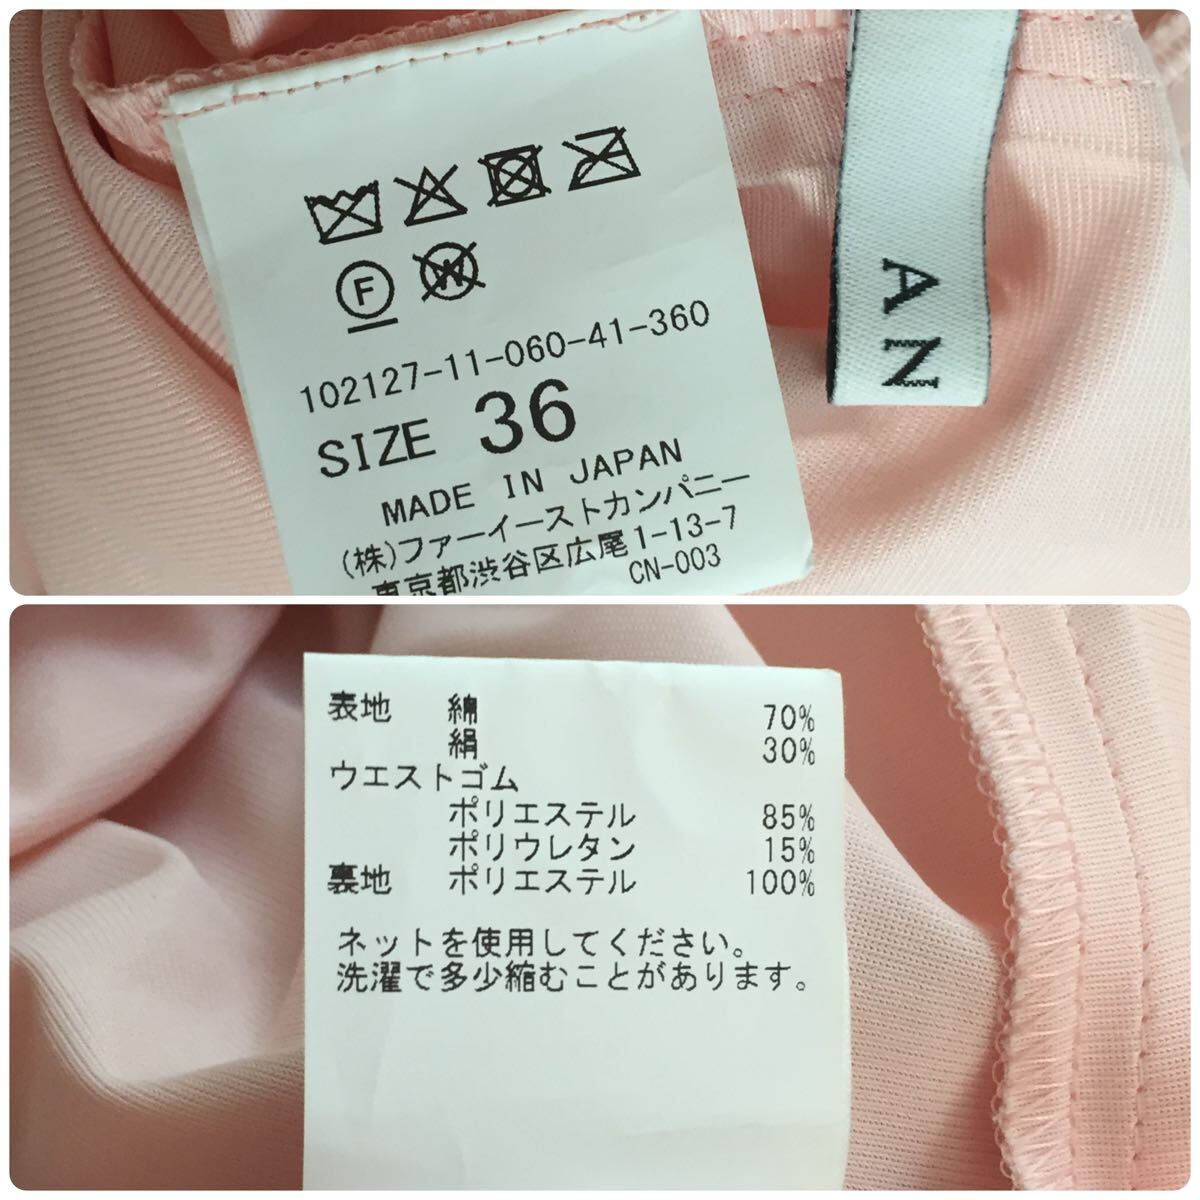 F
W
102127-11-060-41-360
SIZE 36
MADE IN JAPAN
(株)ファーイーストカンパニー
東京都渋谷区広尾1-13-7
CN-003
AN
表地 綿 70%
絹 30%
ウエストゴム
ポリエステル 85%
ポリウレタン 15%
裏地 ポリエステル 100%
ネットを使用してください。
洗濯で多少縮むことがあります。